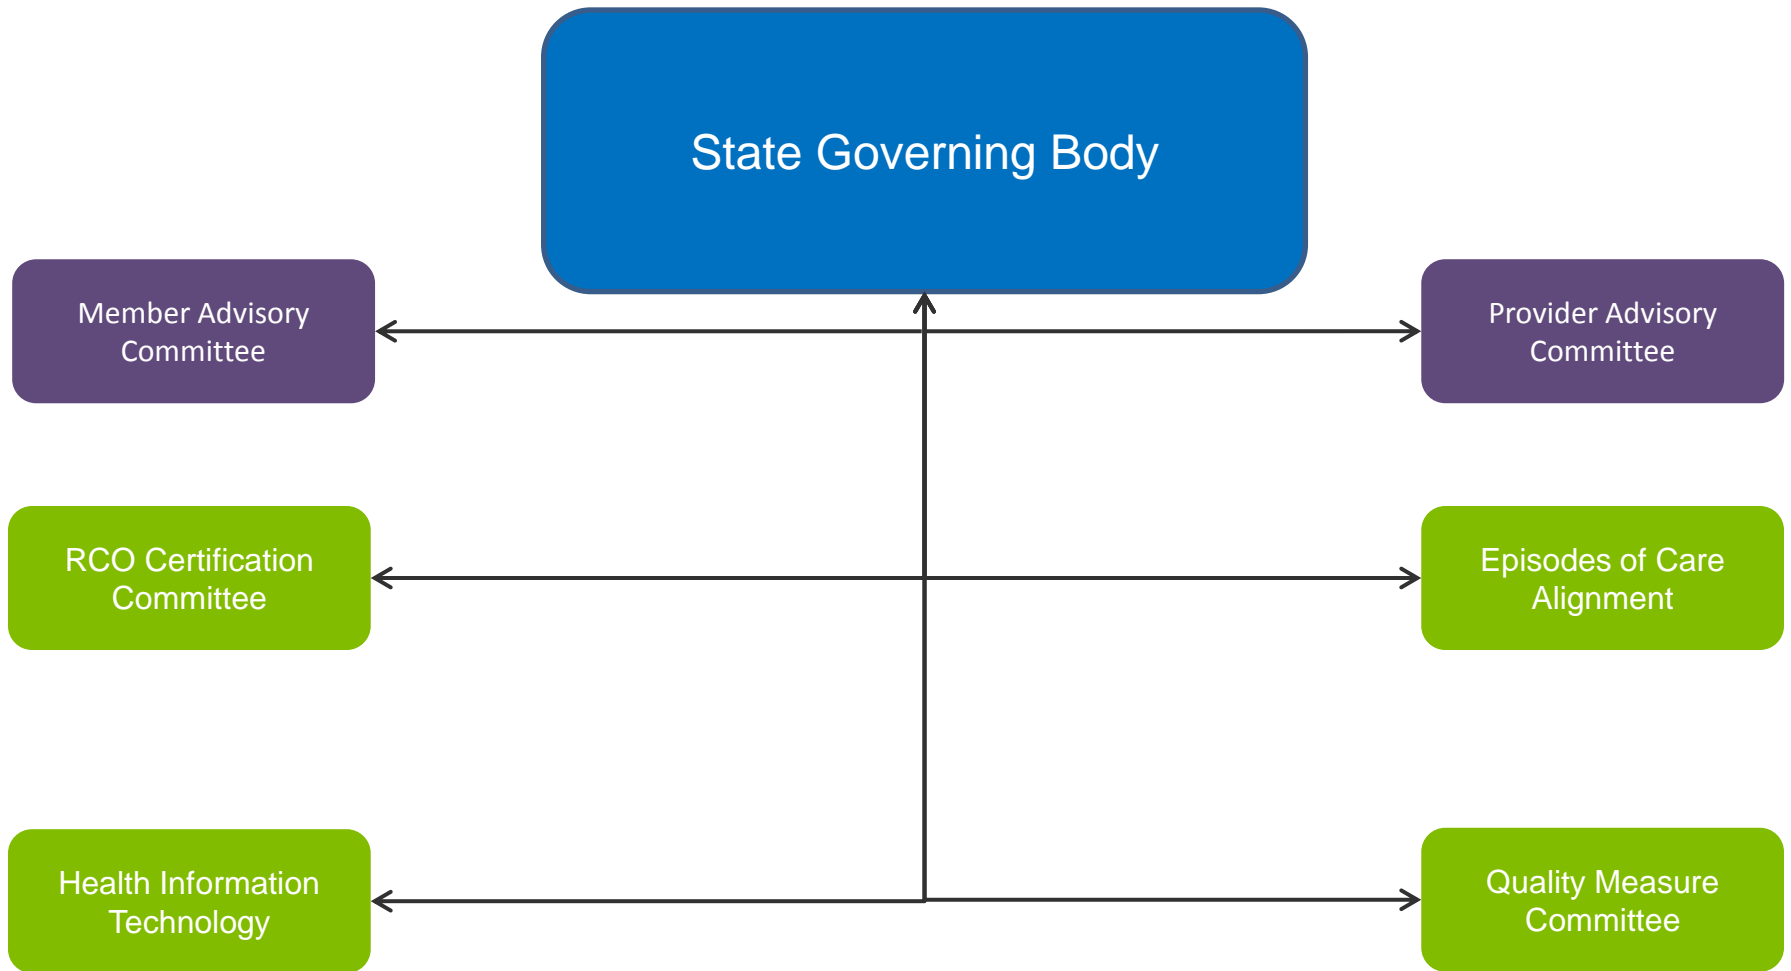 State Governing Body
Member Advisory
Committee
Provider Advisory
Committee
RCO Certification
Committee
Episodes of Care
Alignment
Health Information
Technology
Quality Measure
Committee